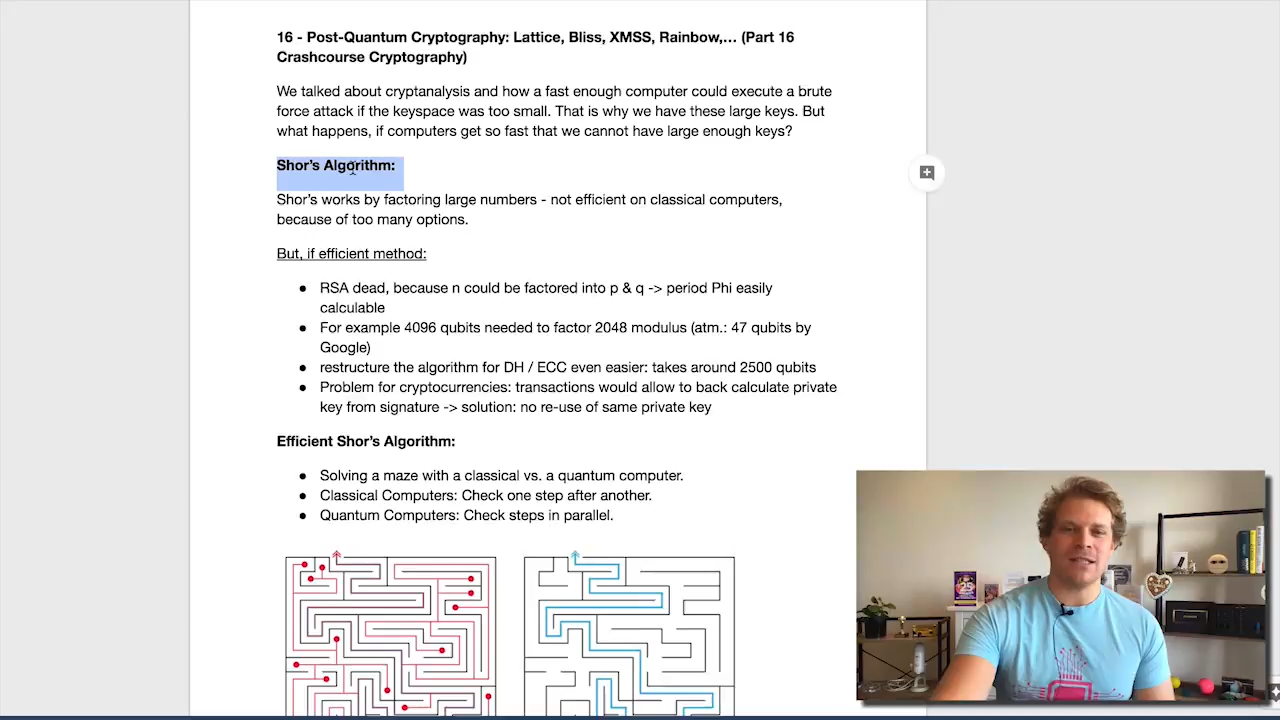 16 - Post-Quantum Cryptography: Lattice, Bliss, XMSS, Rainbow,... (Part 16
Crashcourse Cryptography)
We talked about cryptanalysis and how a fast enough computer could execute a brute
force attack if the keyspace was too small. That is why we have these large keys. But
what happens, if computers get so fast that we cannot have large enough keys?
Shor's Algorithm:
Shor's works by factoring large numbers - not efficient on classical computers,
because of too many options.
But, if efficient method:
● RSA dead, because n could be factored into p & q -> period Phi easily
calculable
● For example 4096 qubits needed to factor 2048 modulus (atm.: 47 qubits by
Google)
● restructure the algorithm for DH / ECC even easier: takes around 2500 qubits
● Problem for cryptocurrencies: transactions would allow to back calculate private
key from signature -> solution: no re-use of same private key
Efficient Shor's Algorithm:
● Solving a maze with a classical vs. a quantum computer.
● Classical Computers: Check one step after another.
● Quantum Computers: Check steps in parallel.
25